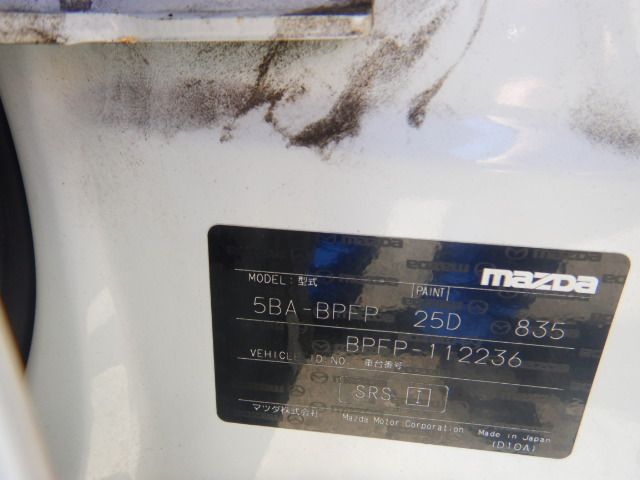 mazda
MODEL:型式 PAINT
5BA-BPFP 25D 835
BPFP-112236
VEHICLE ID NO. 車台番号
SRS I
マツダ株式会社 Mazda Motor Corporation Made in Japan
(D10A)